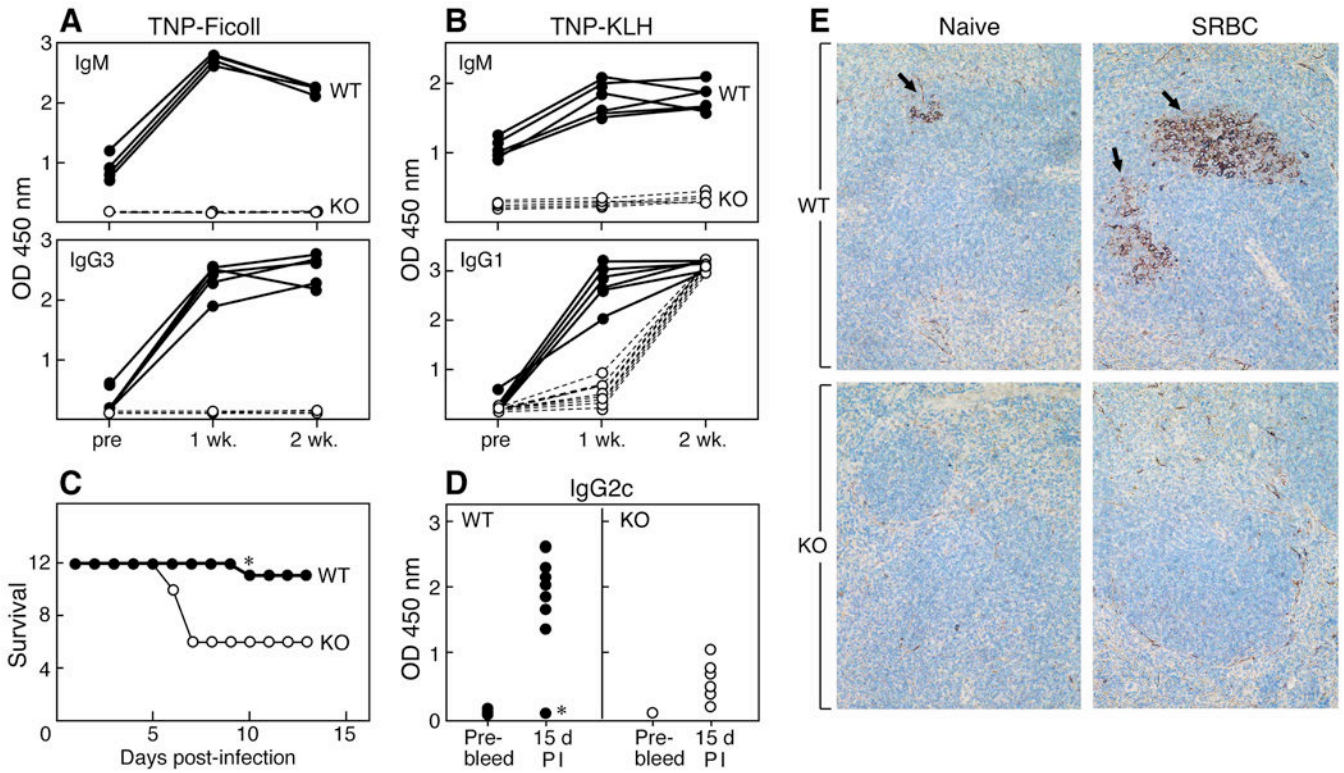 A
TNP-Ficoll
OD 450 nm
3
2
1
IgM
WT
KO
3
2
1
IgG3
pre
1 wk.
2 wk.
B
TNP-KLH
OD 450 nm
2
1
IgM
WT
KO
3
2
1
IgG1
pre
1 wk.
2 wk.
C
Survival
12
8
4
0
*
WT
KO
5
10
15
Days post-infection
D
IgG2c
OD 450 nm
3
2
1
0
WT
KO
*
Pre-
bleed
15 d
PI
Pre-
bleed
15 d
PI
E
Naive
SRBC
WT
KO